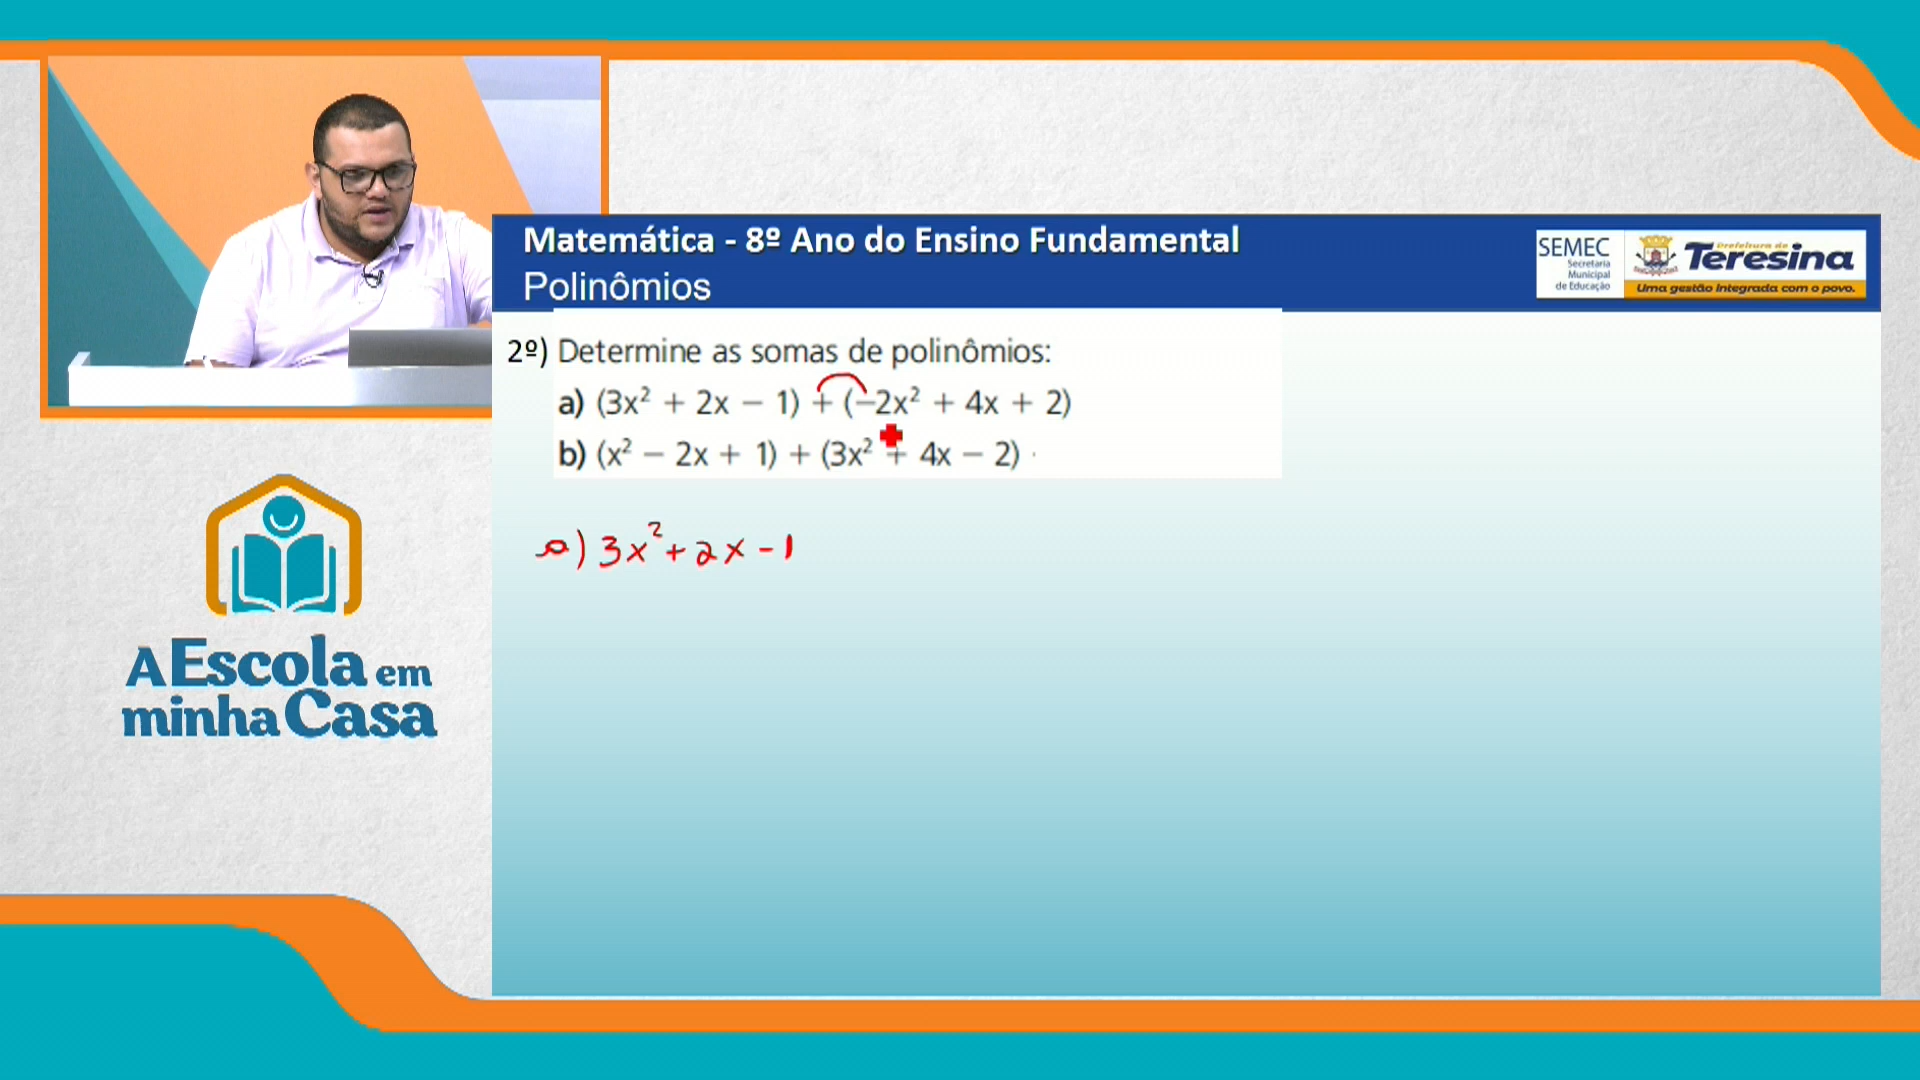 Matemática - 8º Ano do Ensino Fundamental
Polinômios
SEMEC
Secretaria
Municipal
de Educação
Prefeitura de
Teresina
Uma gestão integrada com o povo.
2º) Determine as somas de polinômios:
a) (3x² + 2x − 1) + (−2x² + 4x + 2)
b) (x² − 2x + 1) + (3x² + 4x − 2)
a) 3x² + 2x - 1
A Escola em
minha Casa